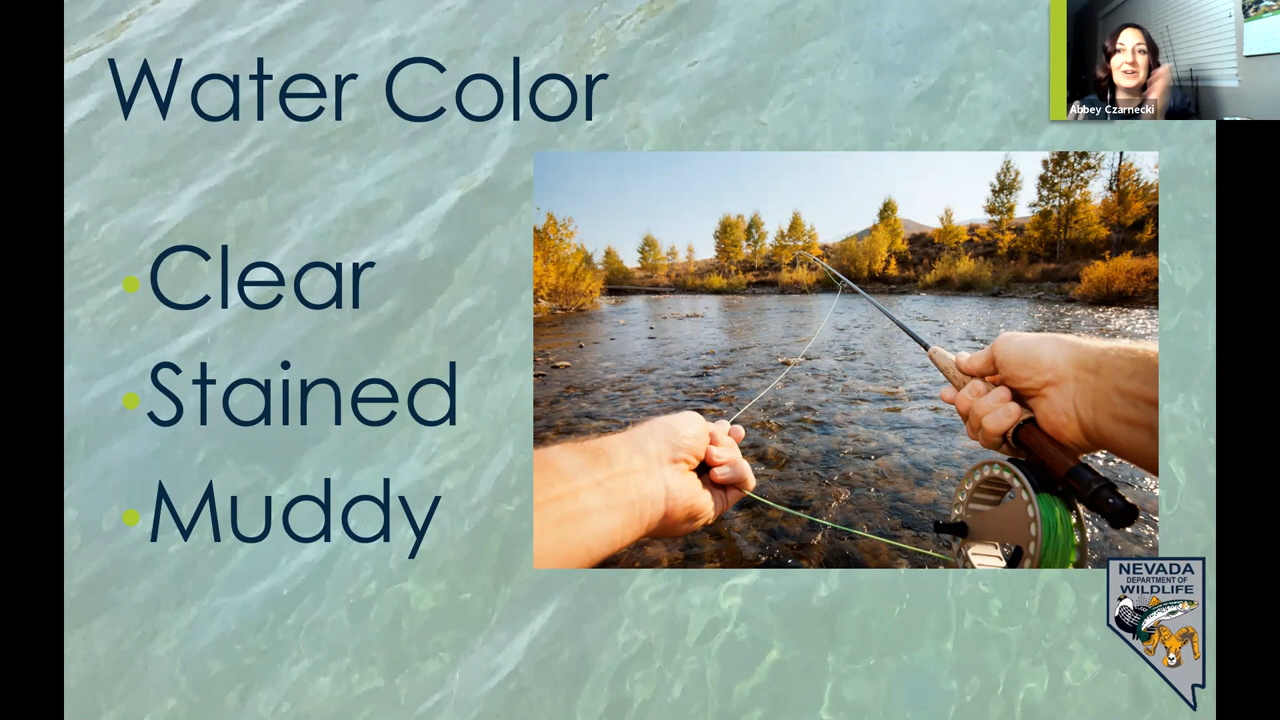 Water Color
Abbey Czarnecki
•Clear
•Stained
•Muddy
NEVADA
DEPARTMENT OF
WILDLIFE